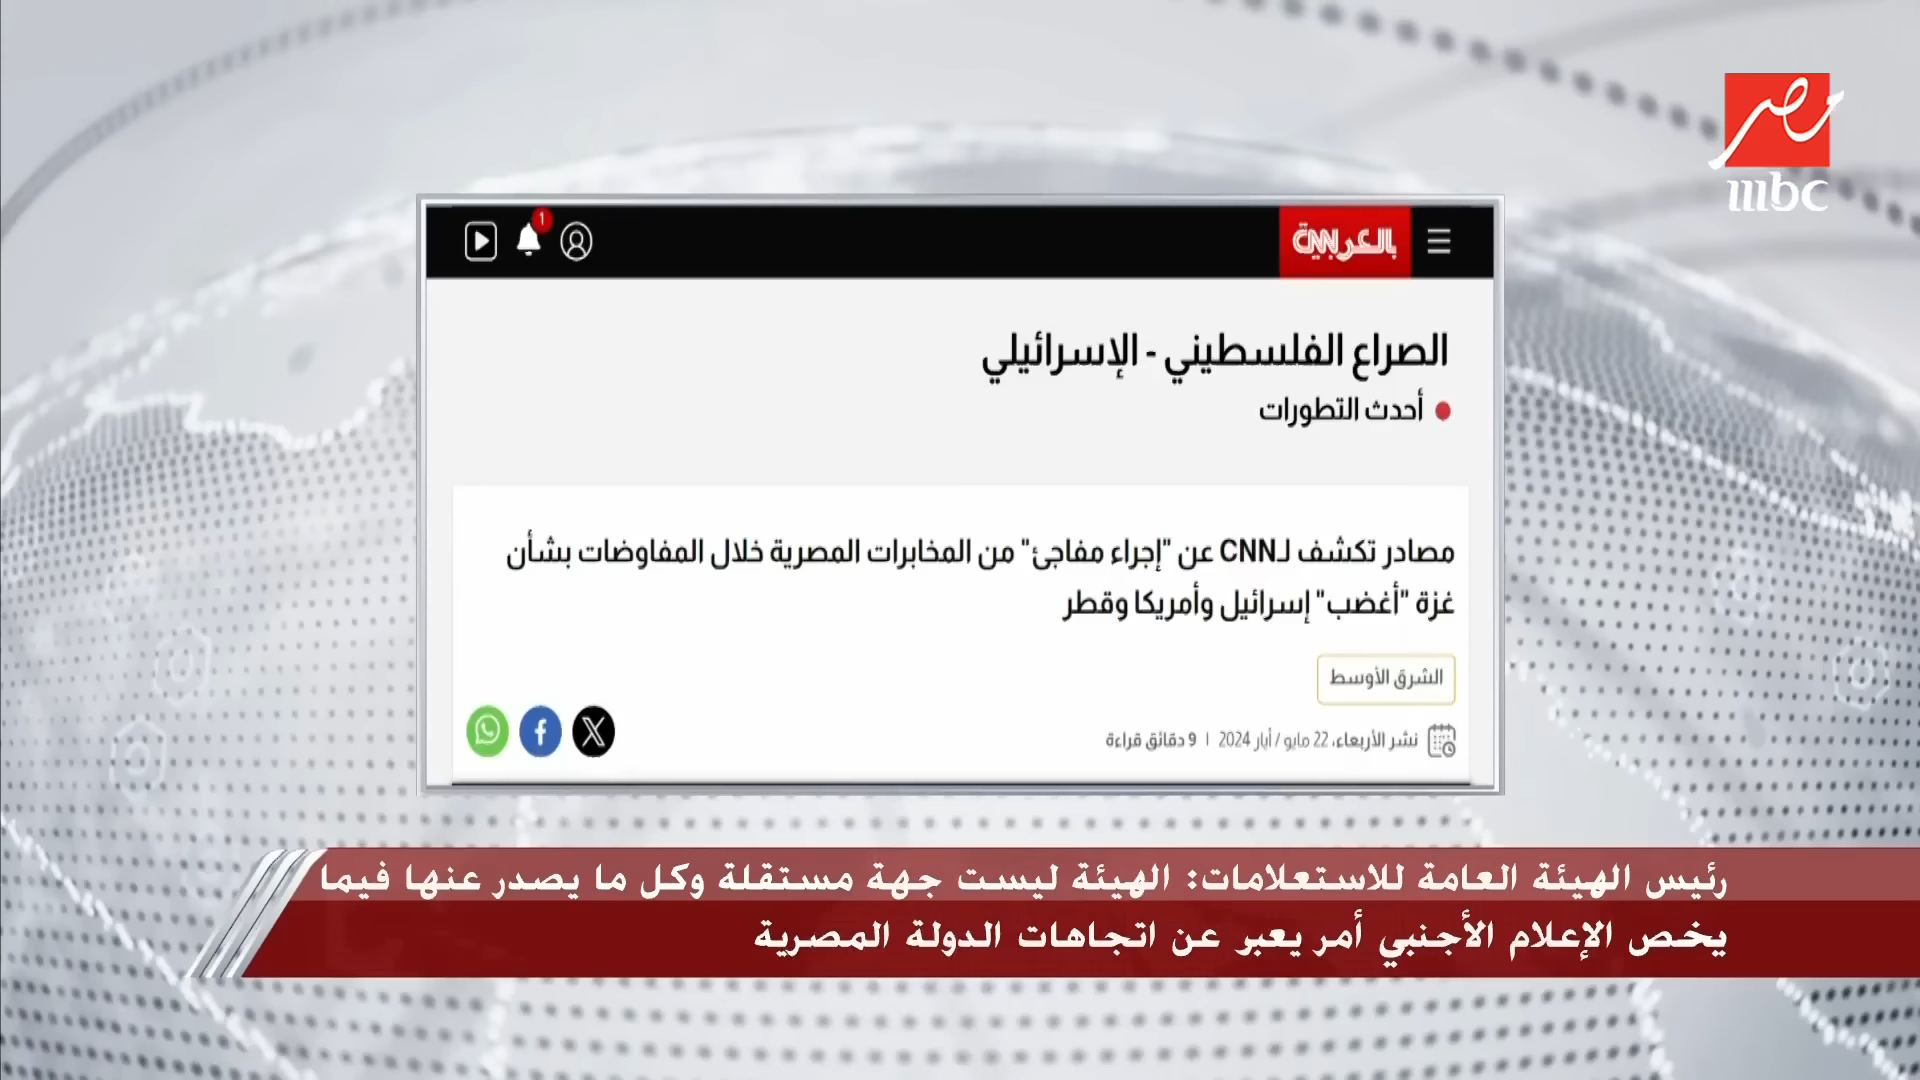 مصر
mbc
1
CNN بالعربية
الصراع الفلسطيني - الإسرائيلي
أحدث التطورات
مصادر تكشف لـCNN عن "إجراء مفاجئ" من المخابرات المصرية خلال المفاوضات بشأن
غزة "أغضب" إسرائيل وأمريكا وقطر
الشرق الأوسط
نشر الأربعاء، 22 مايو / أيار 2024 | 9 دقائق قراءة
رئيس الهيئة العامة للاستعلامات: الهيئة ليست جهة مستقلة وكل ما يصدر عنها فيما
يخص الإعلام الأجنبي أمر يعبر عن اتجاهات الدولة المصرية